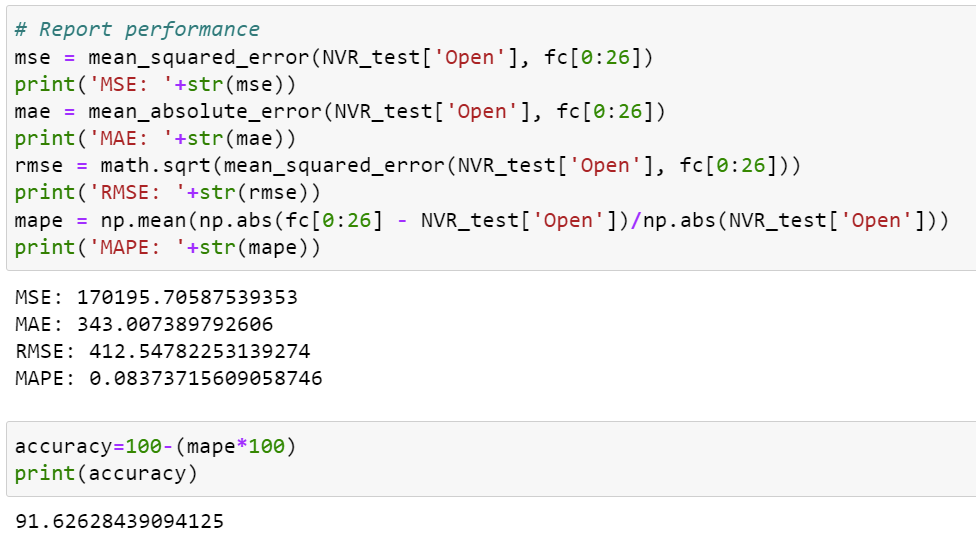 # Report performance
mse = mean_squared_error(NVR_test['Open'], fc[0:26])
print('MSE: '+str(mse))
mae = mean_absolute_error(NVR_test['Open'], fc[0:26])
print('MAE: '+str(mae))
rmse = math.sqrt(mean_squared_error(NVR_test['Open'], fc[0:26]))
print('RMSE: '+str(rmse))
mape = np.mean(np.abs(fc[0:26] - NVR_test['Open'])/np.abs(NVR_test['Open']))
print('MAPE: '+str(mape))
MSE: 170195.70587539353
MAE: 343.007389792606
RMSE: 412.54782253139274
MAPE: 0.08373715609058746
accuracy=100-(mape*100)
print(accuracy)
91.62628439094125